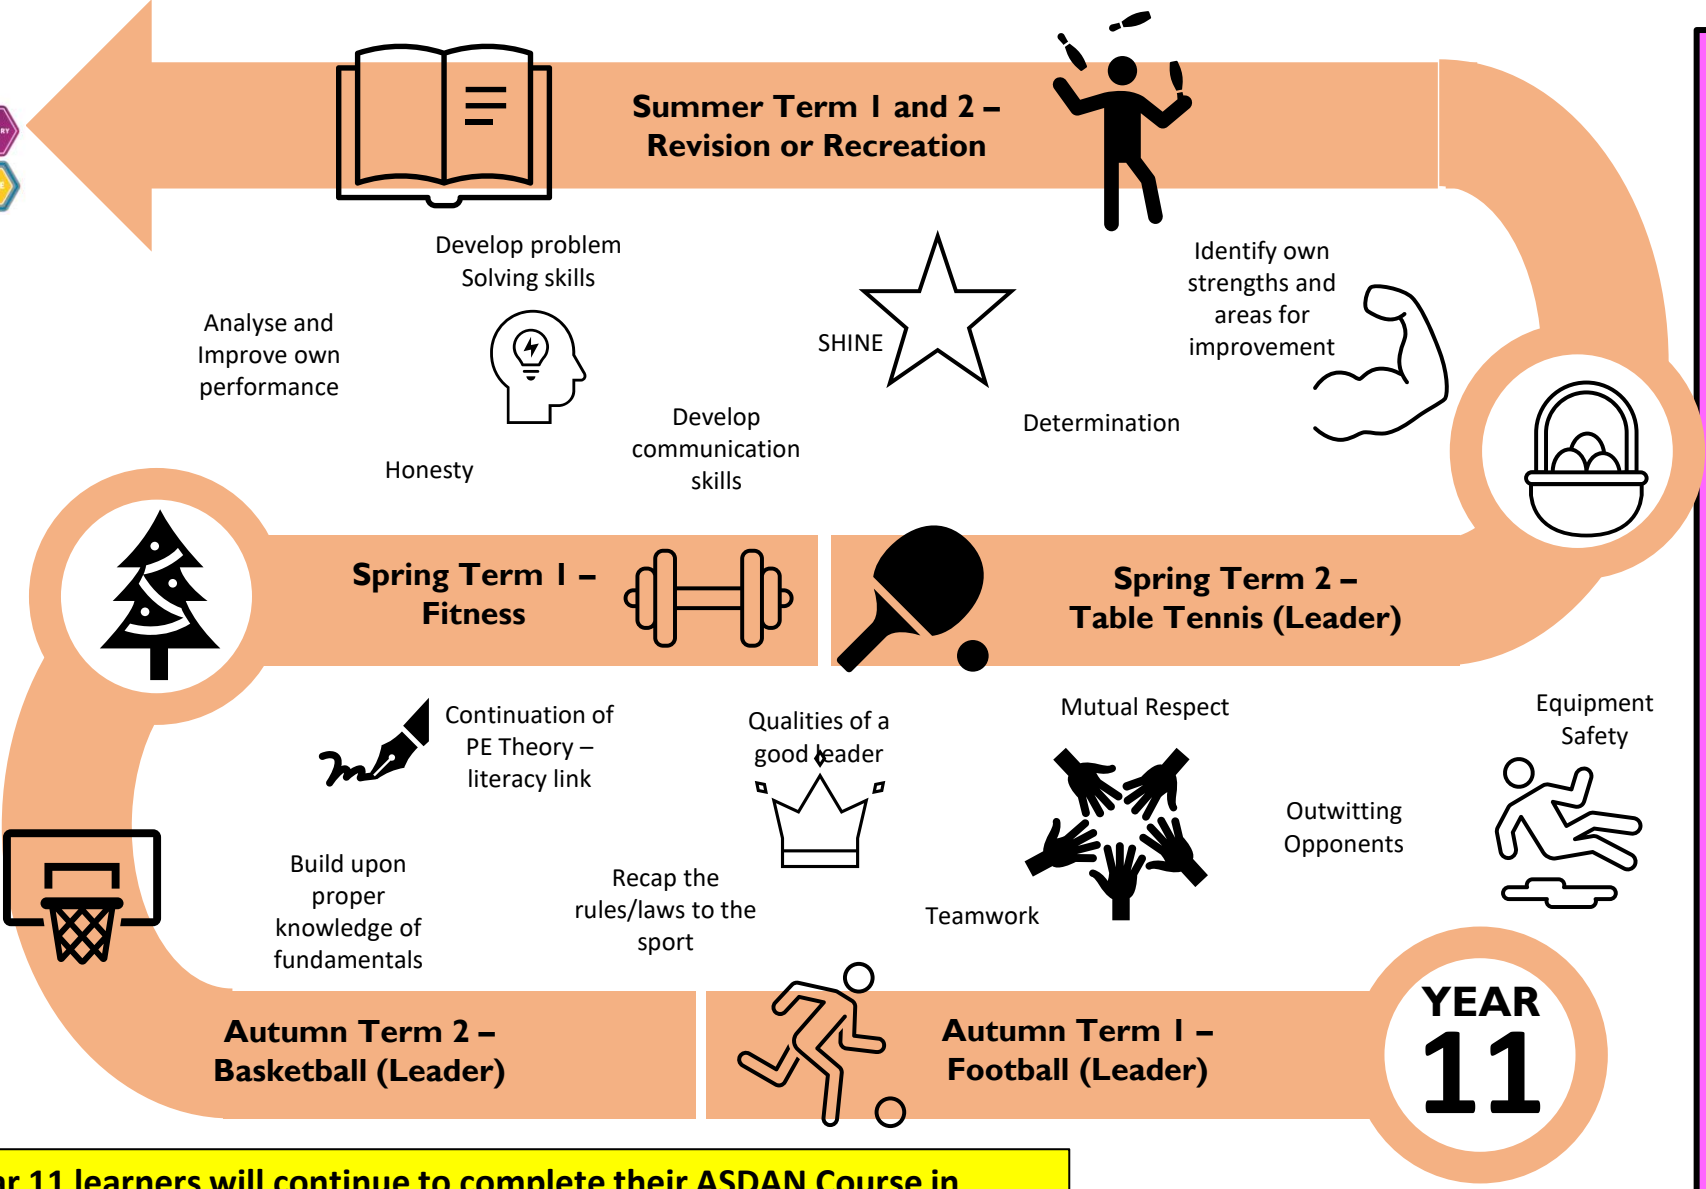 Summer Term 1 and 2 –
Revision or Recreation
Develop problem
Solving skills
Analyse and
Improve own
performance
SHINE
Identify own
strengths and
areas for
improvement
Develop
communication
skills
Determination
Honesty
Spring Term 1 –
Fitness
Spring Term 2 –
Table Tennis (Leader)
Continuation of
PE Theory –
literacy link
Qualities of a
good leader
Mutual Respect
Equipment
Safety
Outwitting
Opponents
Build upon
proper
knowledge of
fundamentals
Recap the
rules/laws to the
sport
Teamwork
Autumn Term 2 –
Basketball (Leader)
Autumn Term 1 –
Football (Leader)
YEAR
11
11 learners will continue to complete their ASDAN Course in